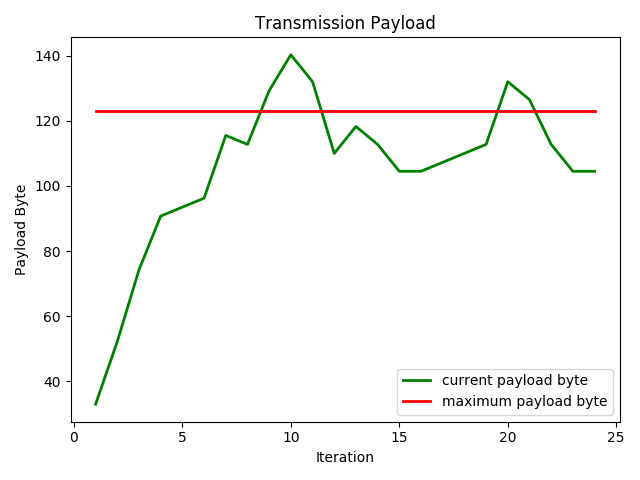 Transmission Payload
Payload Byte
140
120
100
80
60
40
0
5
10
15
20
25
Iteration
current payload byte
maximum payload byte